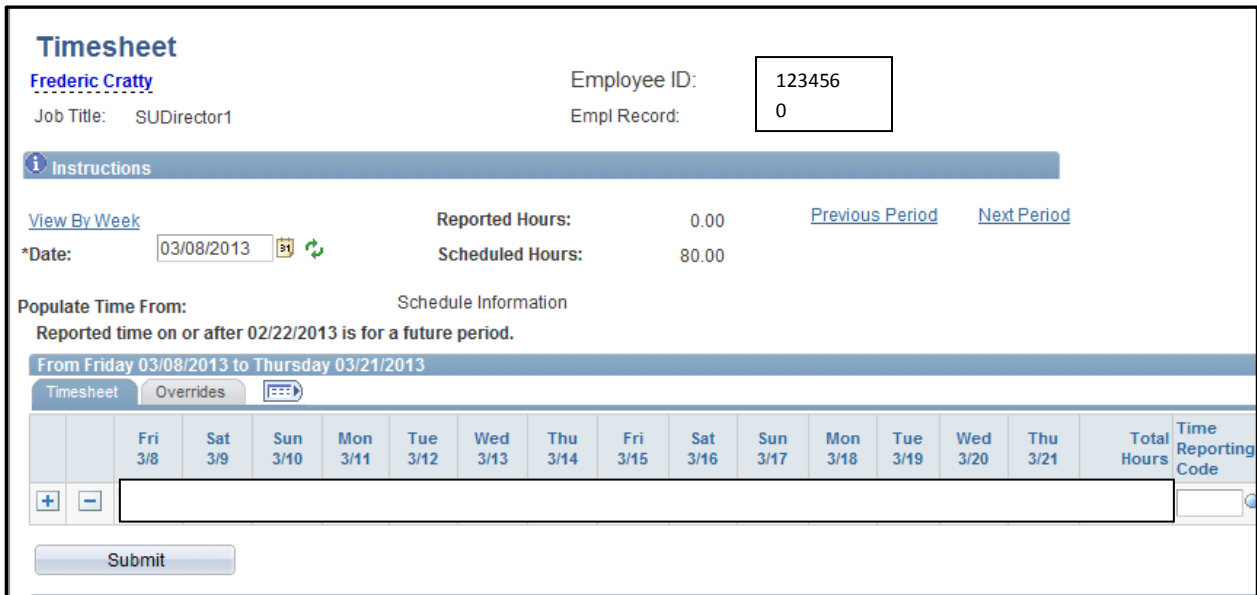 Timesheet
Frederic Cratty
Employee ID: 123456
Job Title: SUDirector1
Empl Record: 0
Instructions
View By Week
Reported Hours: 0.00
Previous Period Next Period
*Date: 03/08/2013 31
Scheduled Hours: 80.00
Populate Time From: Schedule Information
Reported time on or after 02/22/2013 is for a future period.
From Friday 03/08/2013 to Thursday 03/21/2013
Timesheet Overrides
Fri 3/8 Sat 3/9 Sun 3/10 Mon 3/11 Tue 3/12 Wed 3/13 Thu 3/14 Fri 3/15 Sat 3/16 Sun 3/17 Mon 3/18 Tue 3/19 Wed 3/20 Thu 3/21 Total Hours Time Reporting Code
Submit